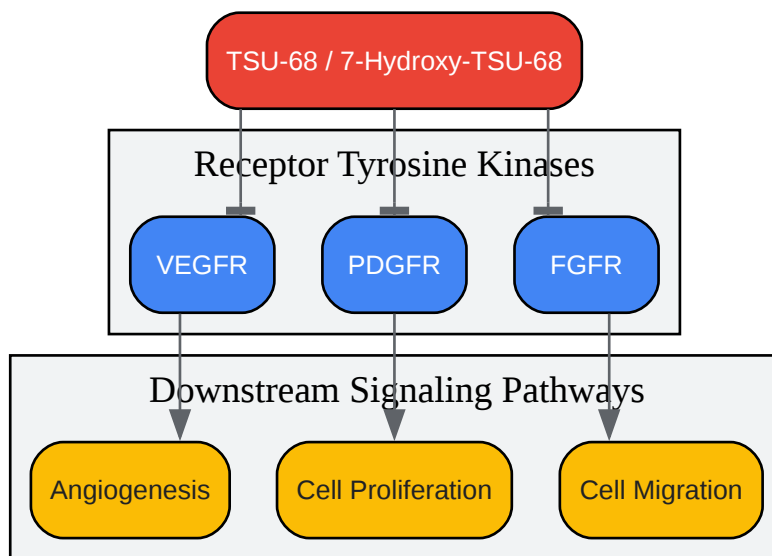 TSU-68 / 7-Hydroxy-TSU-68
Receptor Tyrosine Kinases
VEGFR
PDGFR
FGFR
Downstream Signaling Pathways
Angiogenesis
Cell Proliferation
Cell Migration